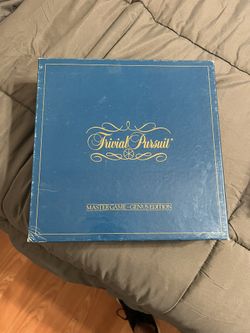 Trivial Pursuit®
MASTER GAME - GENUS EDITION